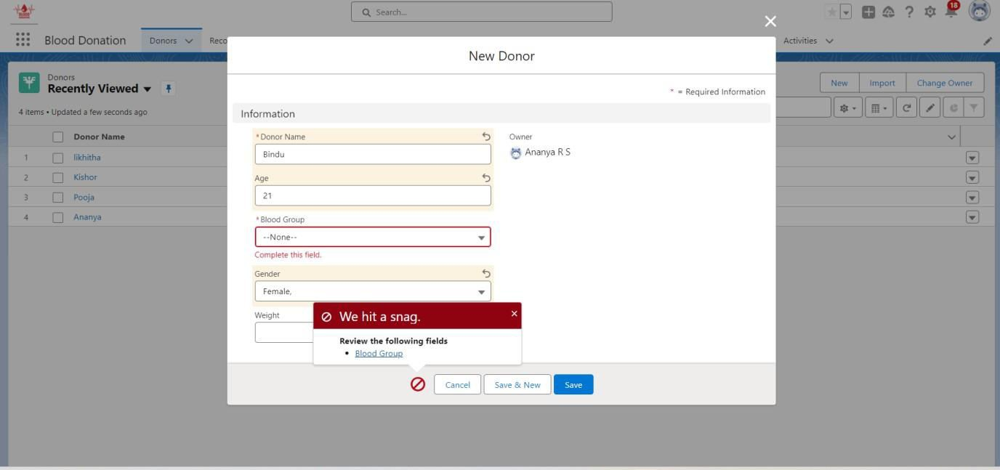 BLOOD
Search...
18
Blood Donation
Donors
Reco
Activities
New Donor
Donors
Recently Viewed
New
Import
Change Owner
* = Required Information
4 items • Updated a few seconds ago
Information
Donor Name
1 likhitha
2 Kishor
3 Pooja
4 Ananya
*Donor Name
Bindu
Owner
Ananya R S
Age
21
*Blood Group
--None--
Complete this field.
Gender
Female,
Weight
We hit a snag.
Review the following fields
• Blood Group
Cancel
Save & New
Save